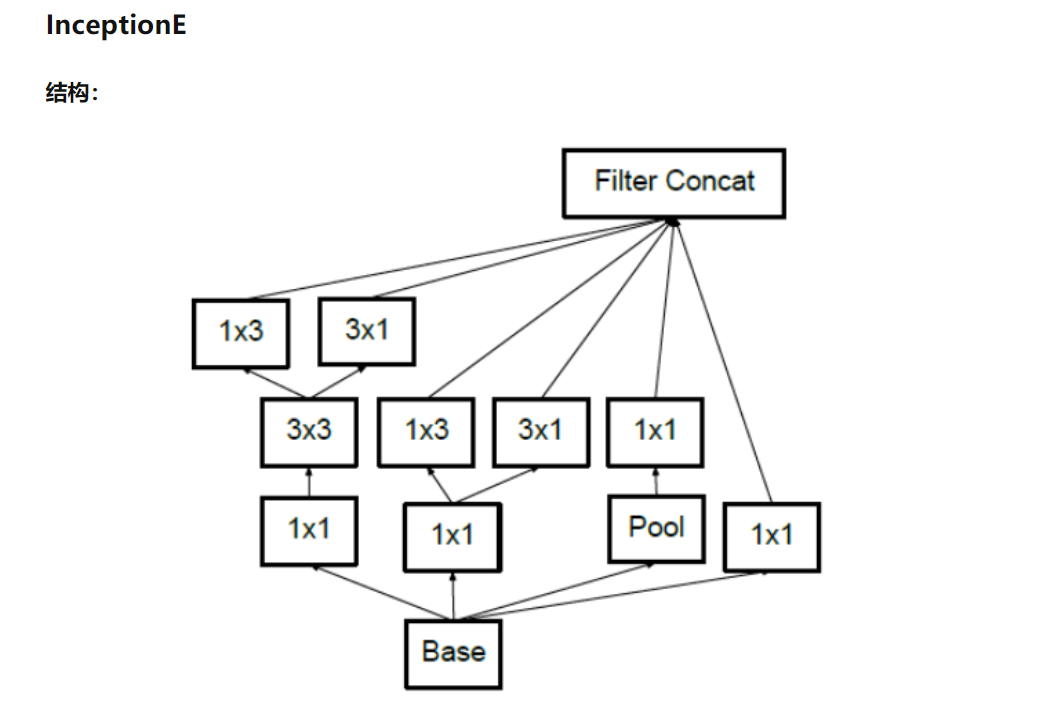 InceptionE
结构：
Filter Concat
1x3 3x1
3x3 1x3 3x1 1x1
1x1 1x1 Pool 1x1
Base